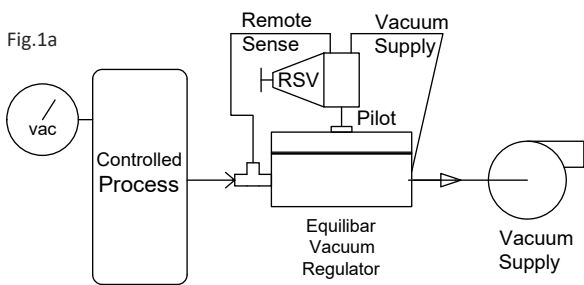 Fig.1a
Remote
Sense
Vacuum
Supply
RSV
Pilot
vac
Controlled
Process
Equilibar
Vacuum
Regulator
Vacuum
Supply